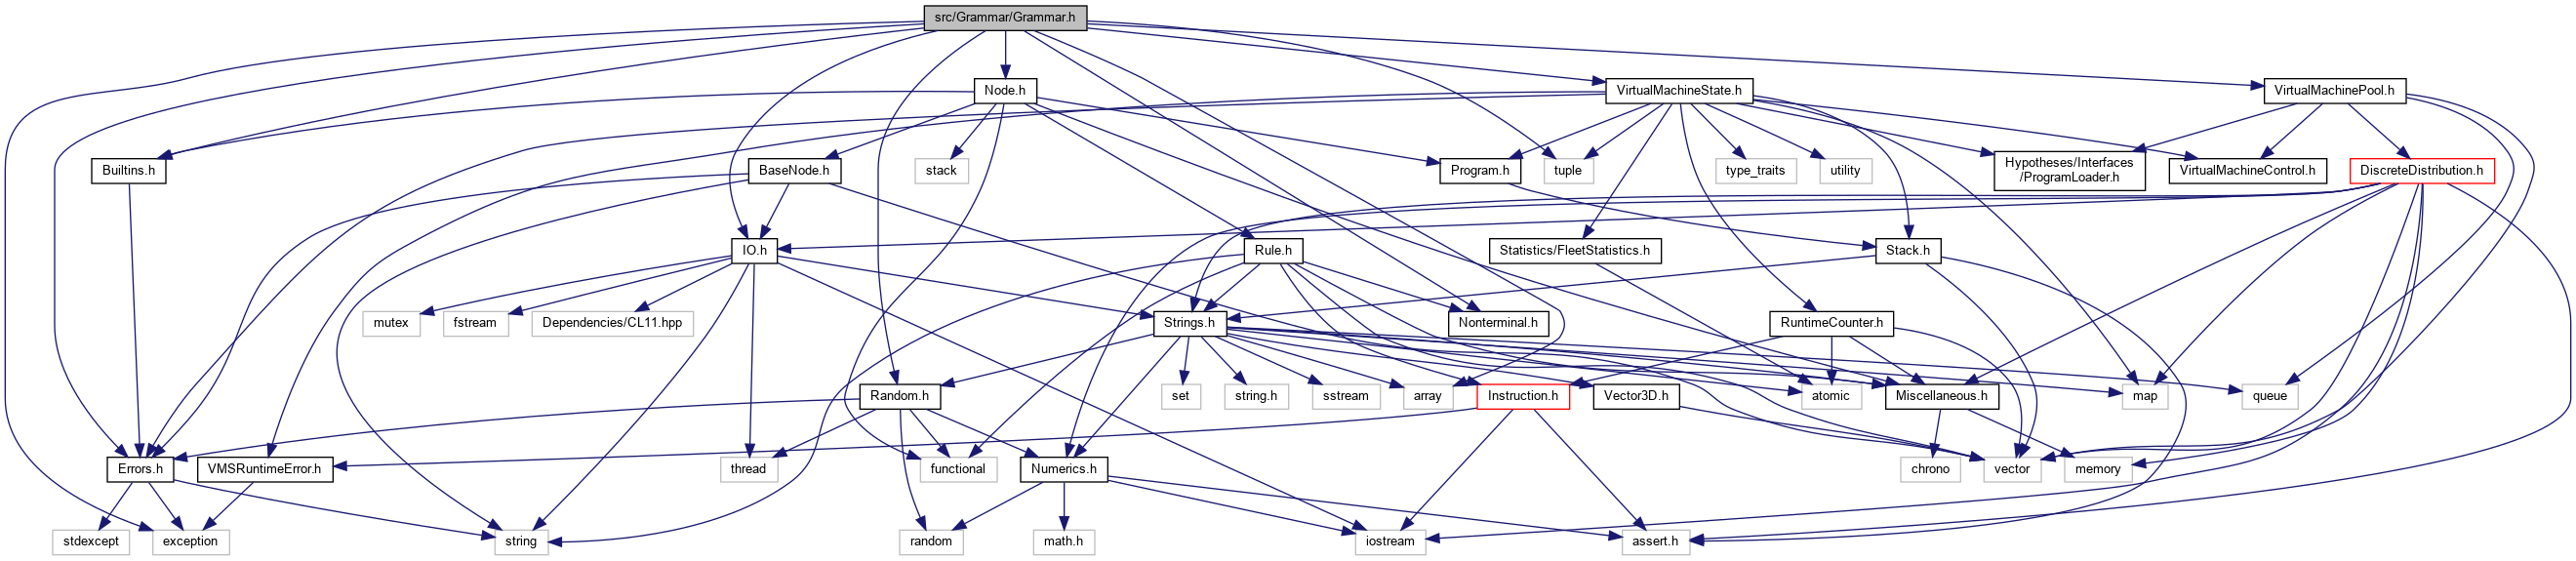 src/Grammar/Grammar.h
Node.h
VirtualMachineState.h
VirtualMachinePool.h
Builtins.h
BaseNode.h
stack
Program.h
tuple
type_traits
utility
Hypotheses/Interfaces
/ProgramLoader.h
VirtualMachineControl.h
DiscreteDistribution.h
IO.h
Rule.h
Statistics/FleetStatistics.h
Stack.h
mutex
fstream
Dependencies/CL11.hpp
Strings.h
Nonterminal.h
RuntimeCounter.h
Random.h
set
string.h
sstream
array
Instruction.h
Vector3D.h
atomic
Miscellaneous.h
map
queue
Errors.h
VMSRuntimeError.h
thread
functional
Numerics.h
chrono
vector
memory
stdexcept
exception
string
random
math.h
iostream
assert.h